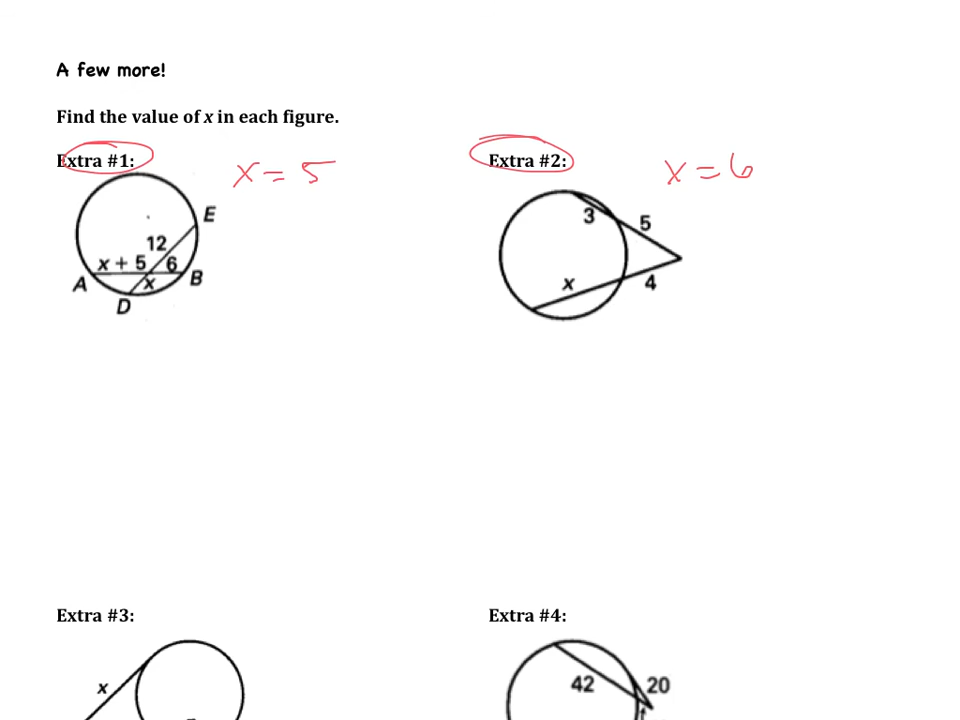 A few more!
Find the value of x in each figure.
Extra #1:
x = 5
E
12
x + 5
6
A
x
B
D
Extra #2:
x = 6
3
5
x
4
Extra #3:
x
Extra #4:
42
20